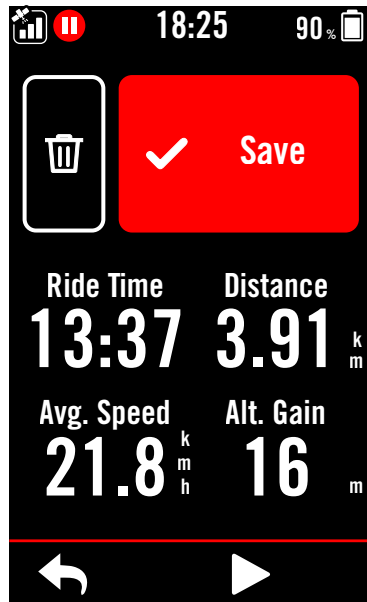 18:25 90 %
Save
Ride Time Distance
13:37 3.91 km
Avg. Speed Alt. Gain
21.8 kmh 16 m